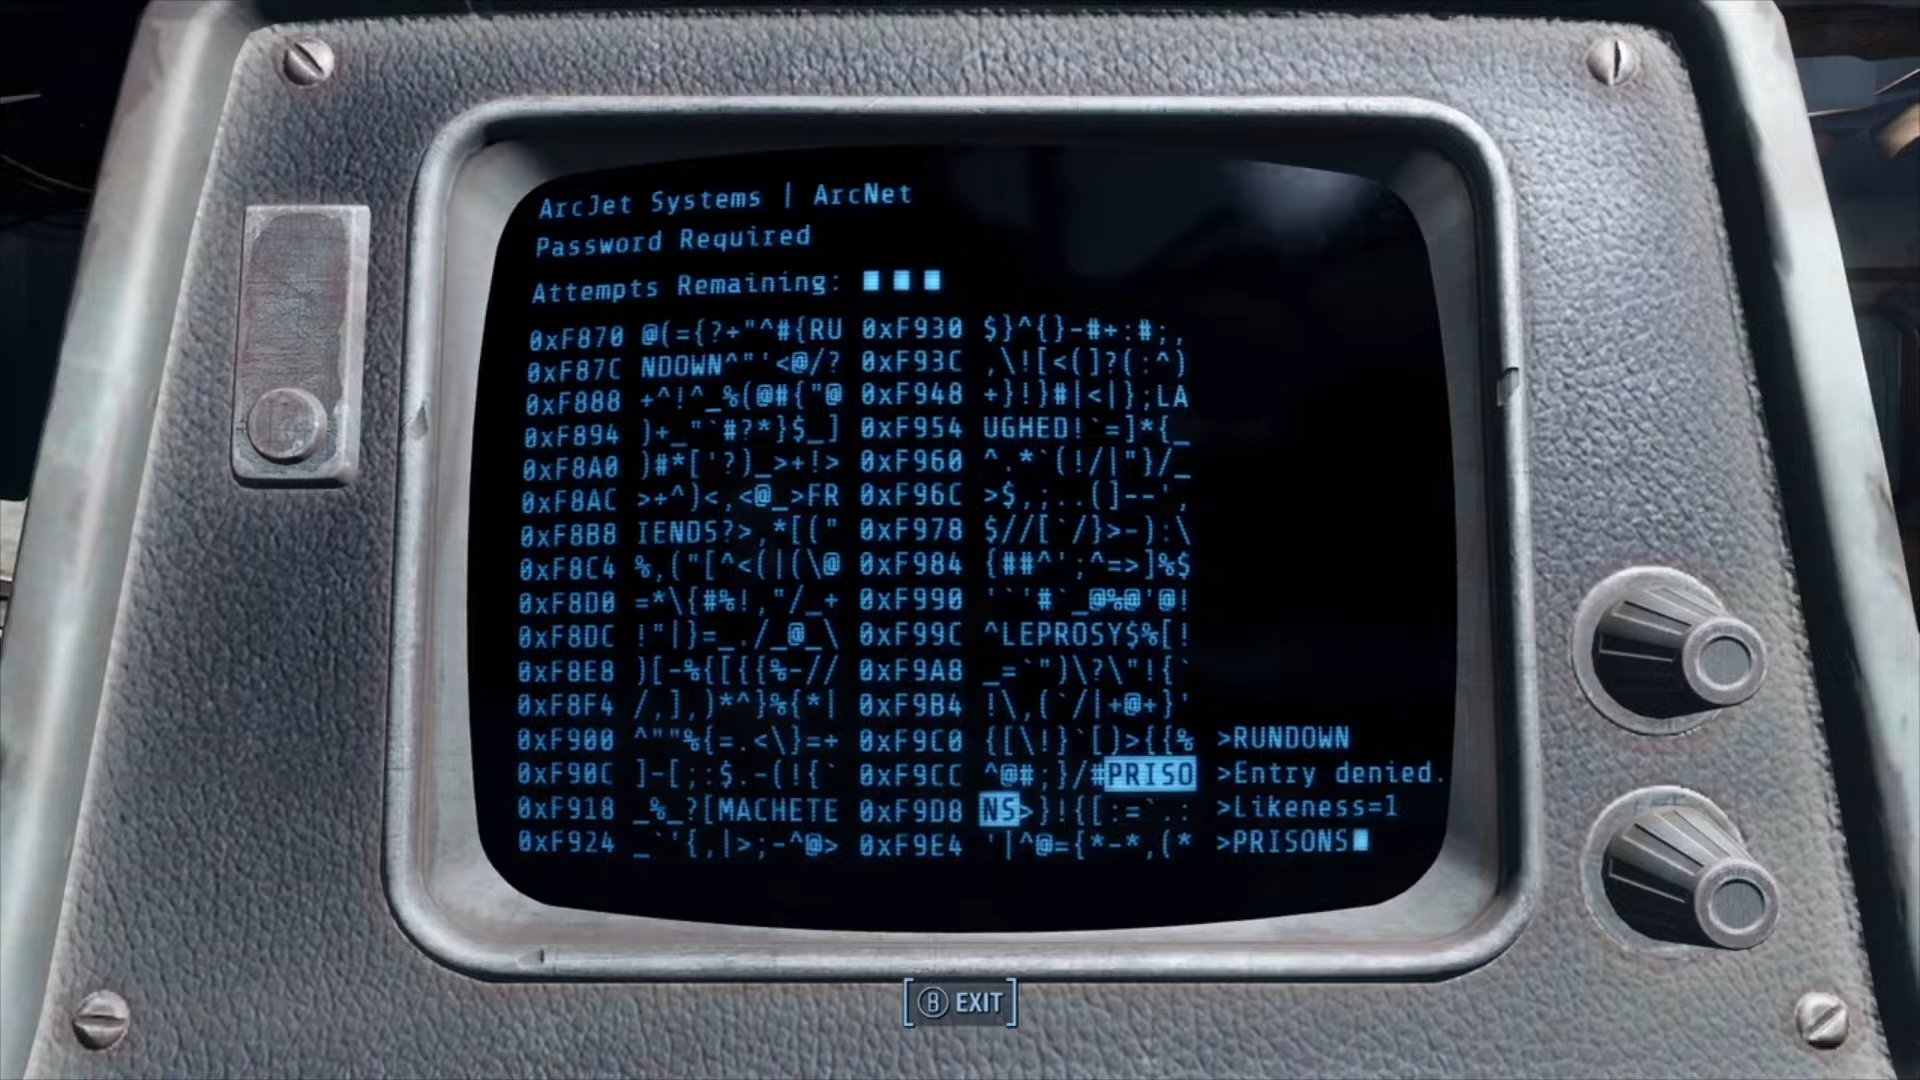 ArcJet Systems | ArcNet
Password Required
Attempts Remaining: ■ ■ ■
0xF870 @(={?+"^#{RU 0xF930 $}^{}-#+:#;,
0xF87C NDOWN^"'<@/? 0xF93C ,\![<(]?(:^)
0xF888 +^!^_%(@#{"@ 0xF948 +}!}#|<|};LA
0xF894 )+_"`#?*}$_] 0xF954 UGHED!`=]*{_
0xF8A0 )#*['?)_>+!> 0xF960 ^.*`(!/|"}/_
0xF8AC >+^)<,<@_>FR 0xF96C >$,;..(]--',
0xF8B8 IENDS?>,*[(" 0xF978 $//[`/}>-):\
0xF8C4 %,("[^<(|(\@ 0xF984 {##^';^=>]%$
0xF8D0 =*\{#%!,"/_+ 0xF990 '`'#`_@%@'@!
0xF8DC !"|}=_./_@_\ 0xF99C ^LEPROSY$%[!
0xF8E8 )[-%{[{{%-// 0xF9A8 _=`")\?\"!{`
0xF8F4 /,],)*^}%{*| 0xF9B4 !\,(`/|+@+}'
0xF900 ^""%{=.<\}=+ 0xF9C0 {[\!}`[)>{{% >RUNDOWN
0xF90C ]-[;:$.-(!{` 0xF9CC ^@#;}/#PRISO >Entry denied.
0xF918 _%_?[MACHETE 0xF9D8 NS>}!{[:=`.: >Likeness=1
0xF924 _`'{,|>;-^@> 0xF9E4 '|^@={*-*,(* >PRISONS■
[Ⓑ EXIT]